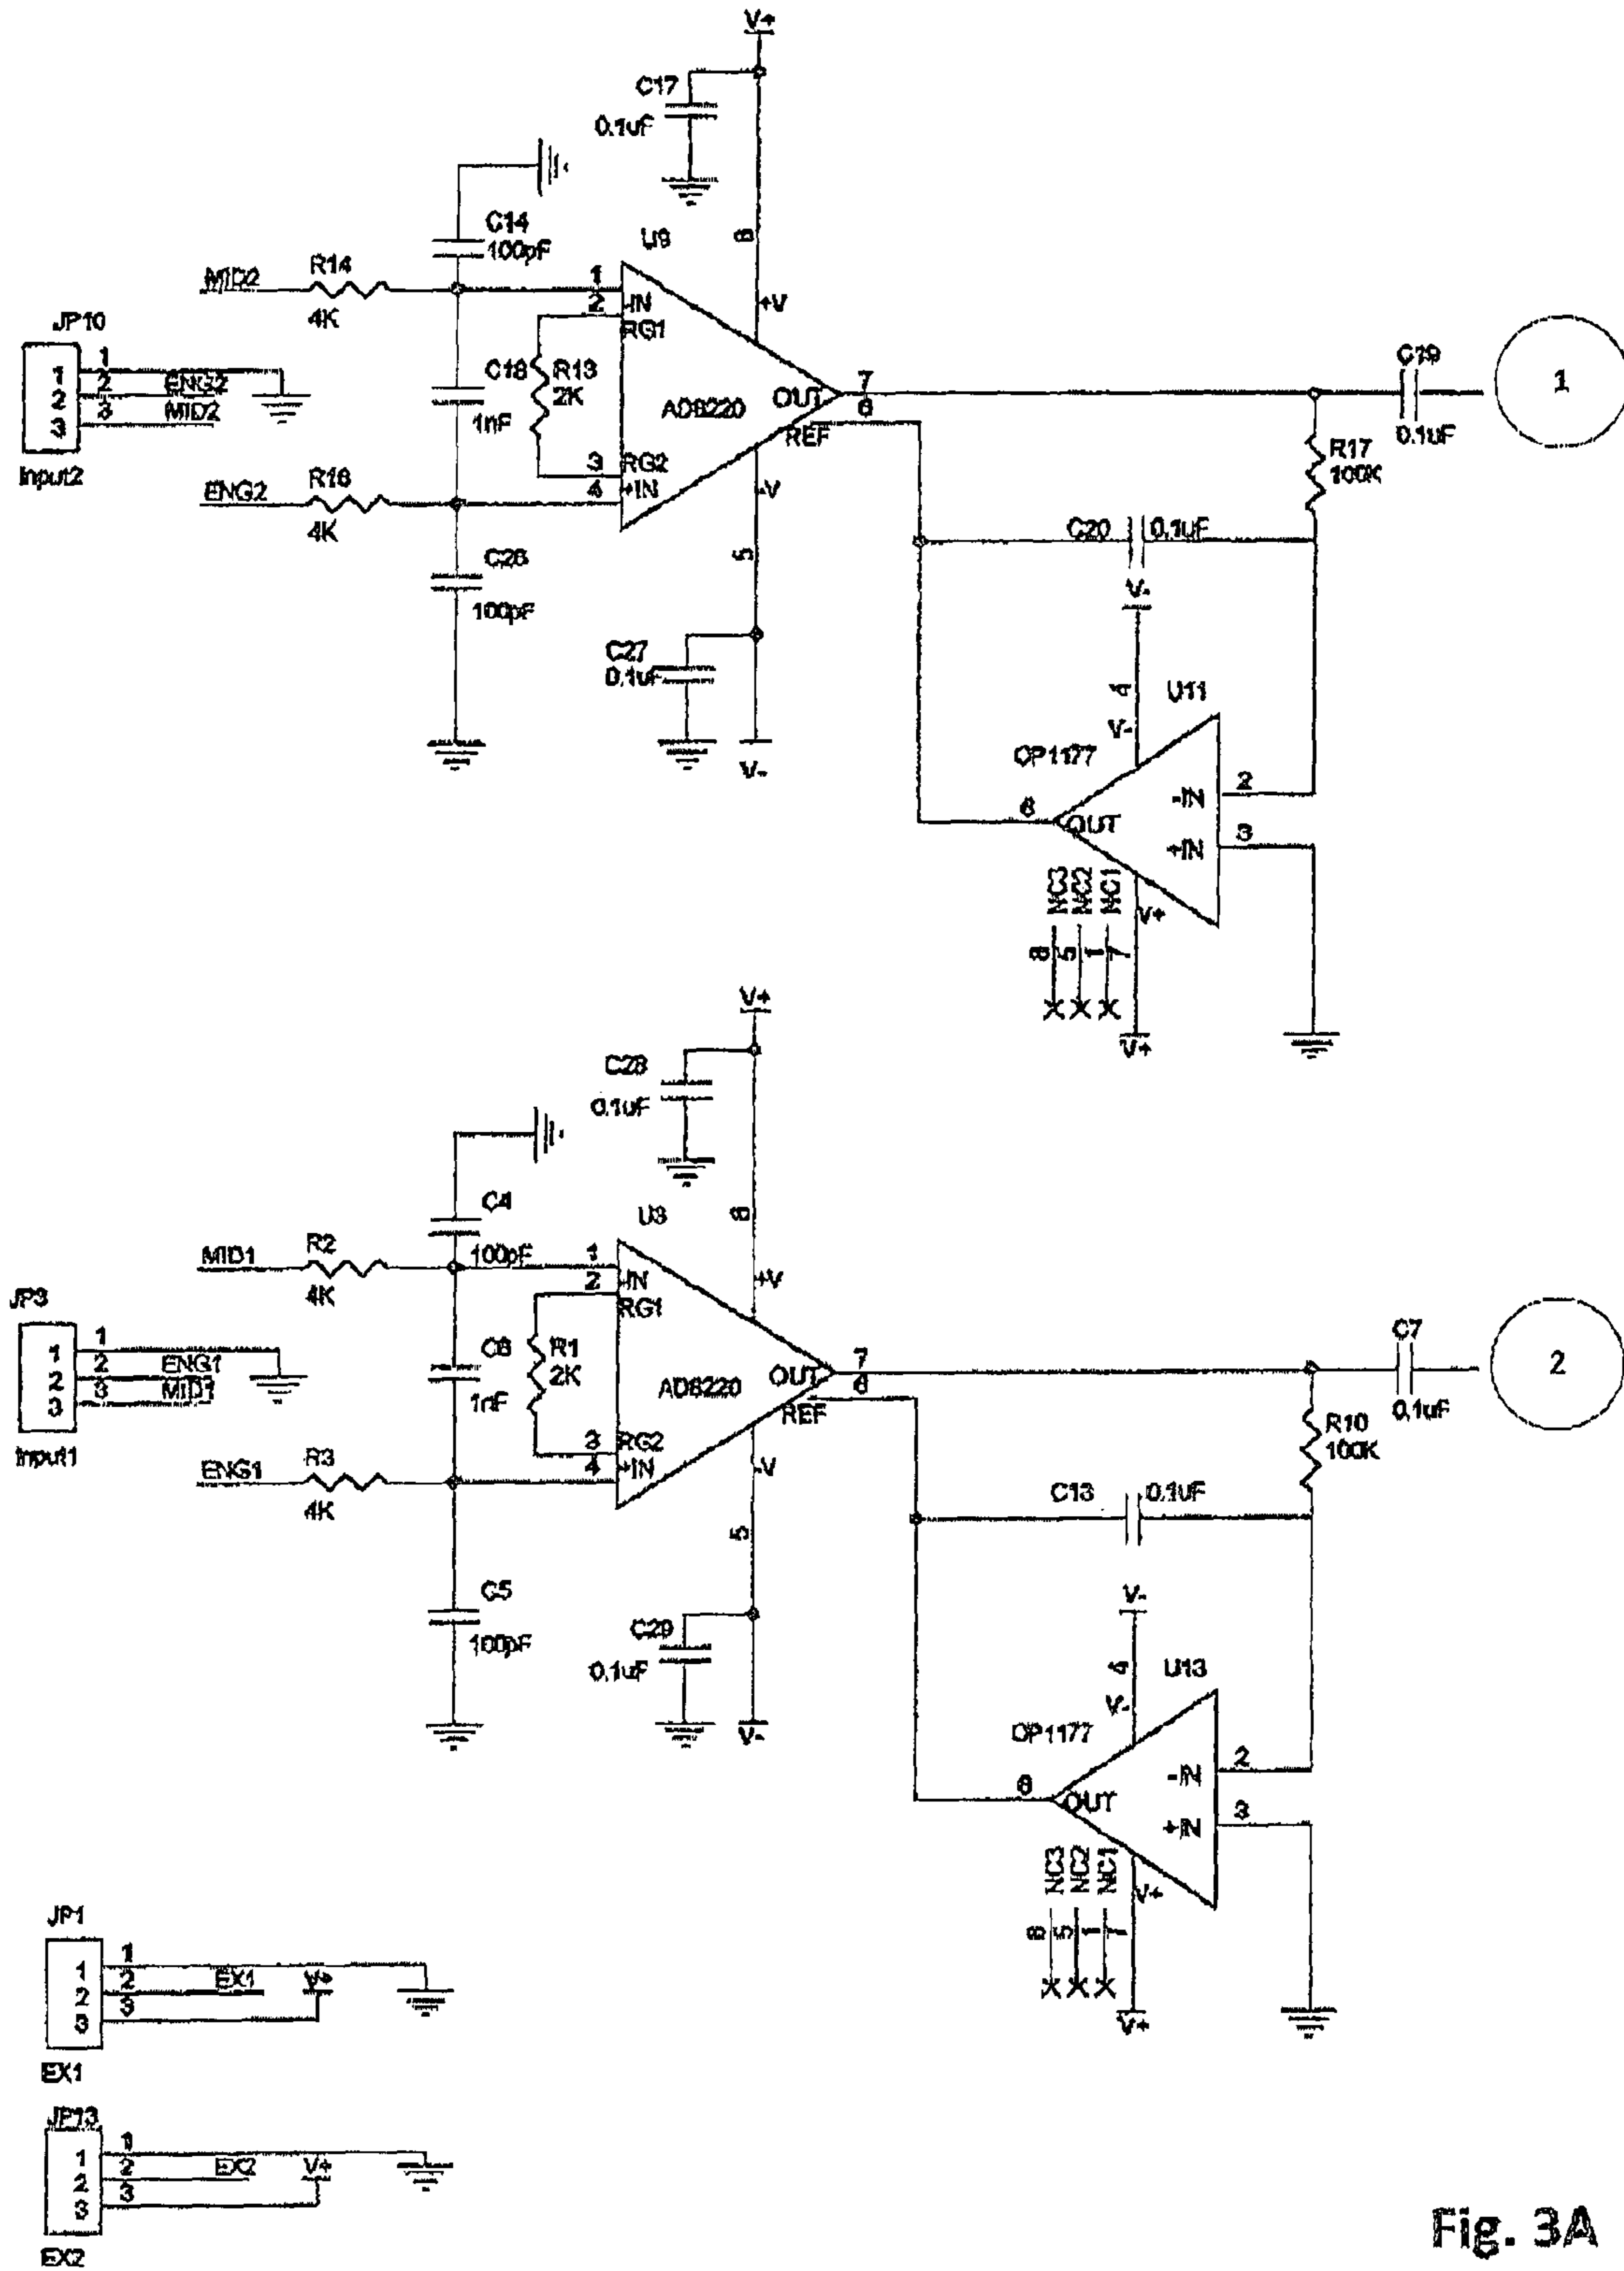 V+
C17
0.1uF
C14
100pF
U9
8
MID2
R14
4K
1
2
-IN
RG1
+V
JP10
1
1
2
ENG2
2
3
MID2
3
Input2
C18
1nF
R13
2K
AD8220
OUT
7
6
REF
C19
0.1uF
1
R17
100K
ENG2
R16
4K
3
RG2
4
+IN
-V
C26
100pF
5
C20
0.1uF
C27
0.1uF
V-
V-
4
V-
U11
OP1177
2
-IN
6
OUT
3
+IN
NC3
NC2
NC1
V+
8
5
1
7
V+
V+
C28
0.1uF
C4
100pF
U3
8
MID1
R2
4K
1
2
-IN
RG1
+V
JP3
1
1
2
ENG1
2
3
MID1
3
Input1
C6
1nF
R1
2K
AD8220
OUT
7
6
REF
C7
0.1uF
2
R10
100K
ENG1
R3
4K
3
RG2
4
+IN
-V
C5
100pF
5
C13
0.1uF
C29
0.1uF
V-
V-
4
V-
U13
OP1177
2
-IN
6
OUT
3
+IN
NC3
NC2
NC1
V+
8
5
1
7
V+
JP1
1
1
2
EX1
V+
2
3
3
EX1
JP13
1
1
2
EX2
V+
2
3
3
EX2
Fig. 3A